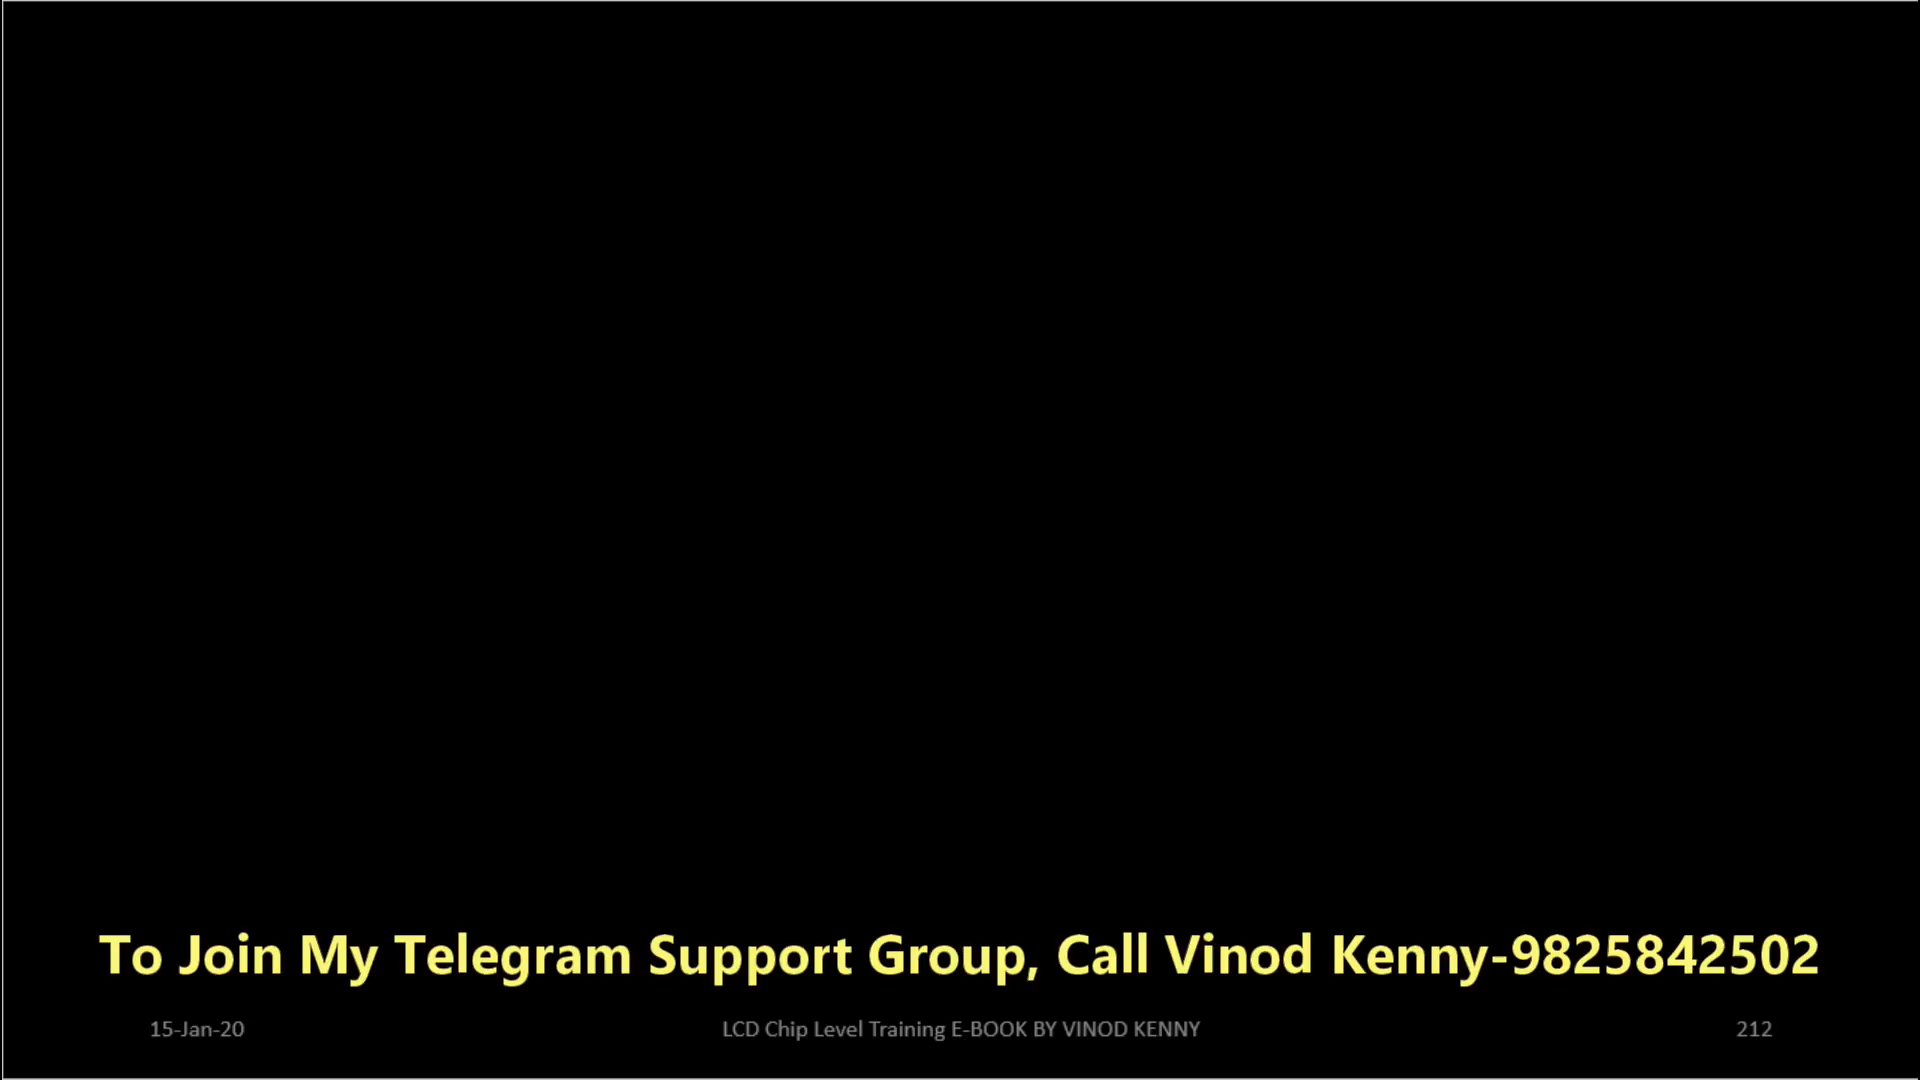 To Join My Telegram Support Group, Call Vinod Kenny-9825842502
15-Jan-20
LCD Chip Level Training E-BOOK BY VINOD KENNY
212